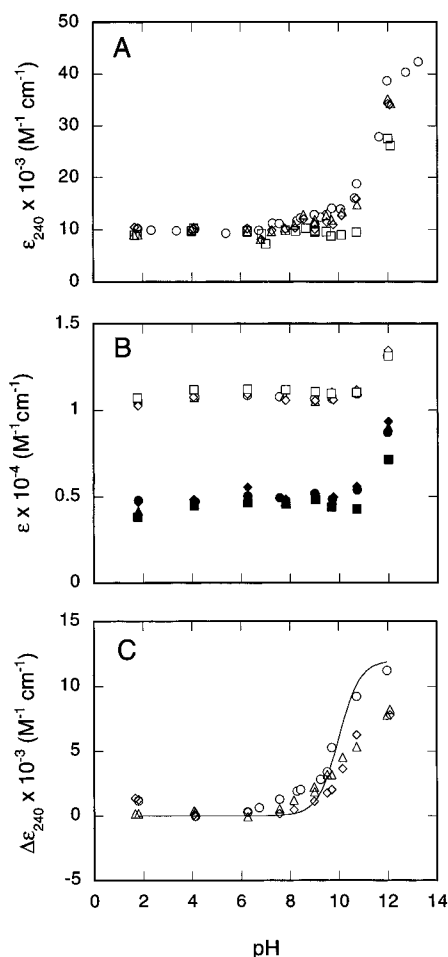 A
50
40
30
20
10
0
ε240 x 10-3 (M-1 cm-1)
B
1.5
1
0.5
0
ε x 10-4 (M-1cm-1)
C
15
10
5
0
-5
Δε240 x 10-3 (M-1 cm-1)
0 2 4 6 8 10 12 14
pH